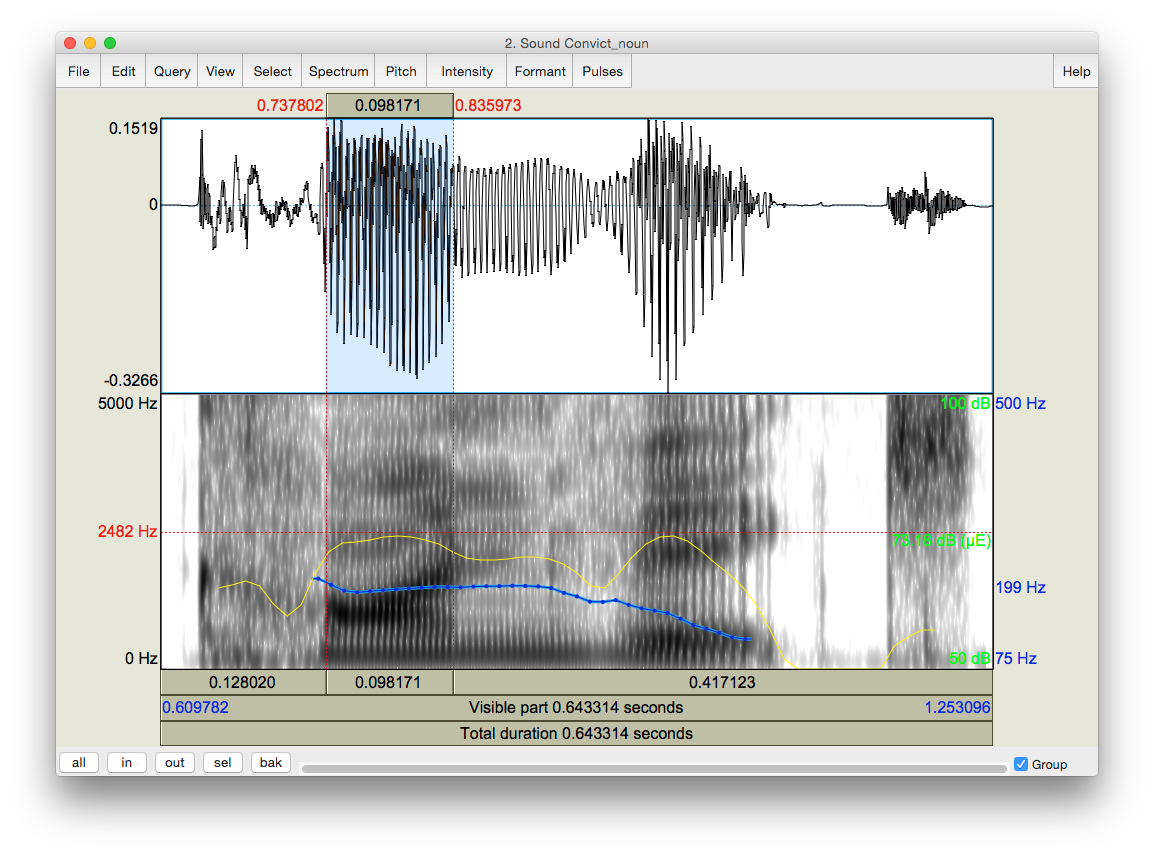 2. Sound Convict_noun
File Edit Query View Select Spectrum Pitch Intensity Formant Pulses Help
0.737802 0.098171 0.835973
0.1519
0
-0.3266
5000 Hz 100 dB 500 Hz
2482 Hz 73.18 dB (µE)
199 Hz
0 Hz 50 dB 75 Hz
0.128020 0.098171 0.417123
0.609782 Visible part 0.643314 seconds 1.253096
Total duration 0.643314 seconds
all in out sel bak Group